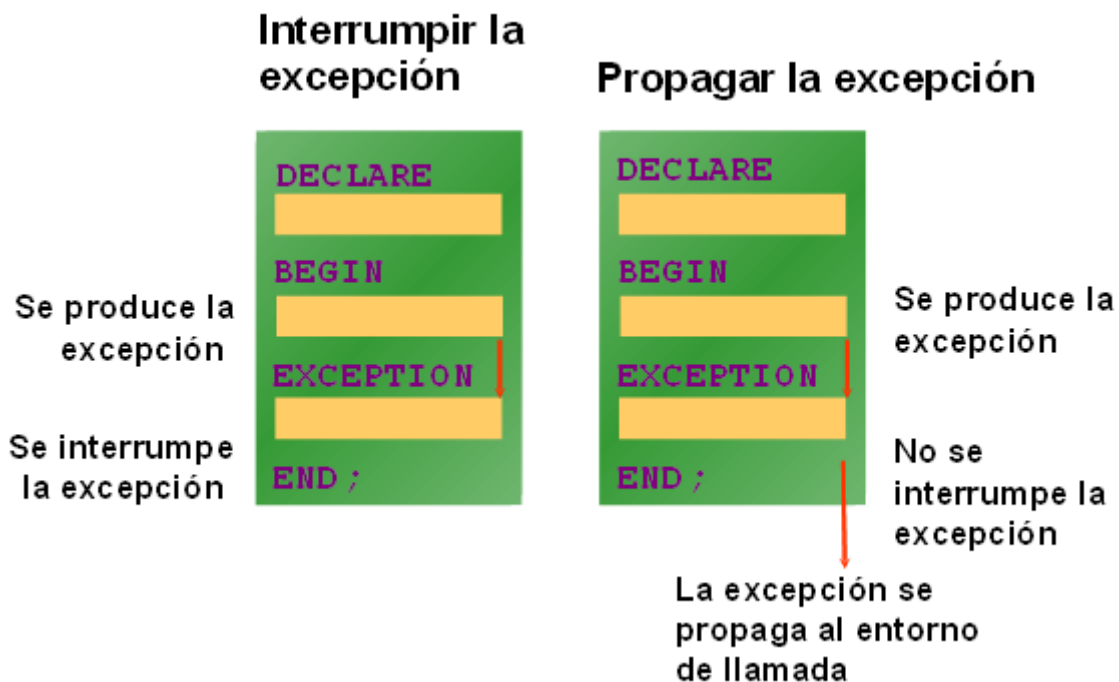 Interrumpir la
excepción
DECLARE
BEGIN
Se produce la
excepción
EXCEPTION
Se interrumpe
la excepción
END;
Propagar la excepción
DECLARE
BEGIN
Se produce la
excepción
EXCEPTION
No se
interrumpe la
excepción
END;
La excepción se
propaga al entorno
de llamada